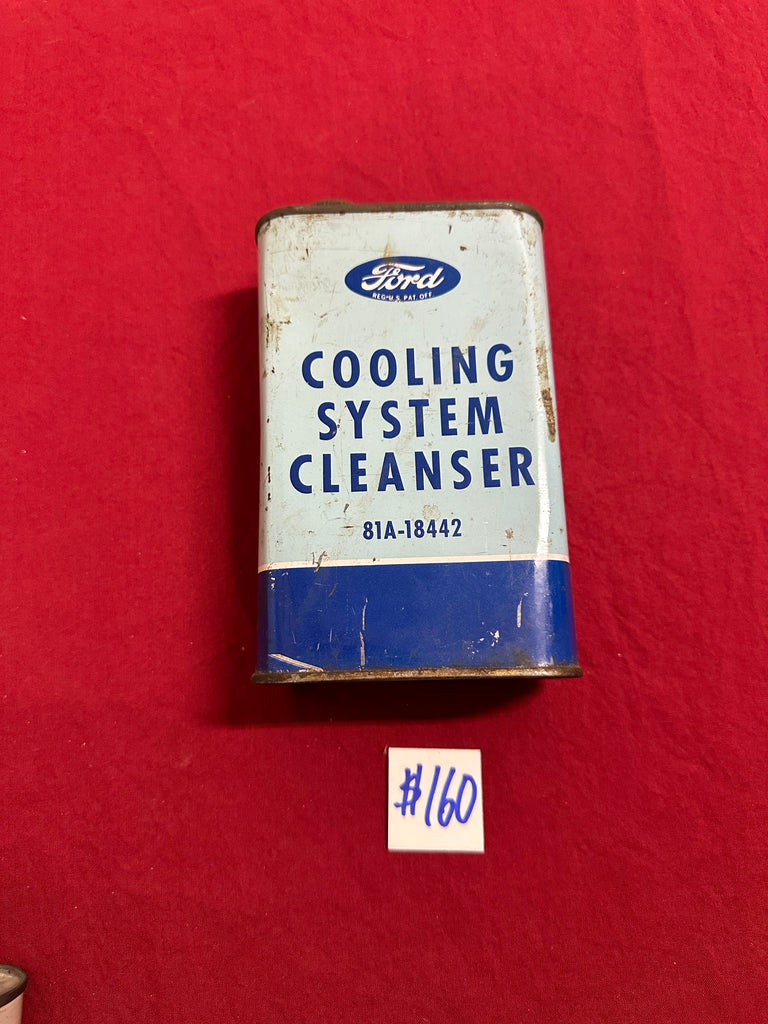 Ford
REG. U.S. PAT. OFF
COOLING
SYSTEM
CLEANSER
81A-18442
$160